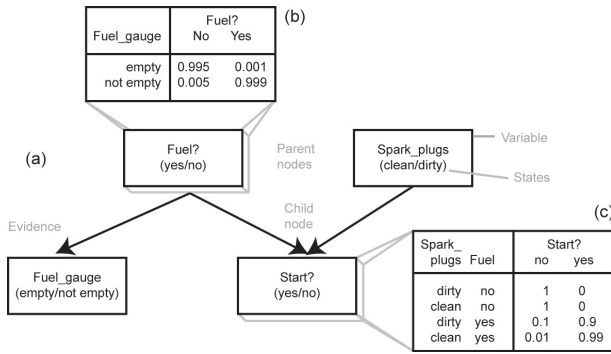 (b)
Fuel?
Fuel_gauge No Yes
empty 0.995 0.001
not empty 0.005 0.999
(a)
Fuel?
(yes/no)
Parent
nodes
Spark_plugs
(clean/dirty)
Variable
States
Evidence
Child
node
(c)
Fuel_gauge
(empty/not empty)
Start?
(yes/no)
Spark_ Start?
plugs Fuel no yes
dirty no 1 0
clean no 1 0
dirty yes 0.1 0.9
clean yes 0.01 0.99